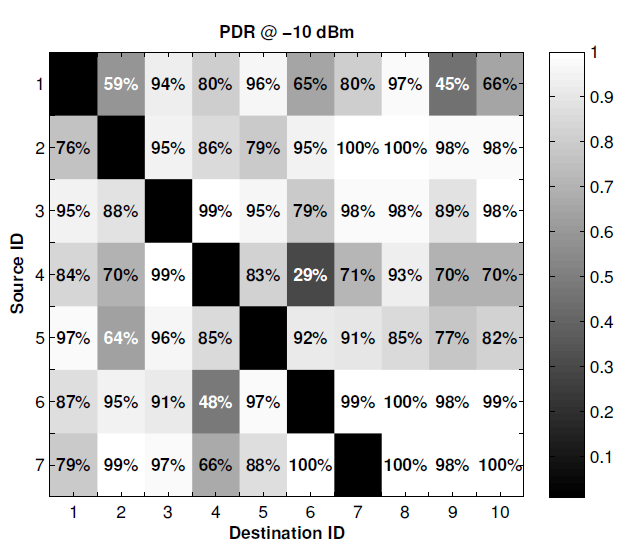 PDR @ −10 dBm
1 59% 94% 80% 96% 65% 80% 97% 45% 66%
2 76% 95% 86% 79% 95% 100% 100% 98% 98%
3 95% 88% 99% 95% 79% 98% 98% 89% 98%
4 84% 70% 99% 83% 29% 71% 93% 70% 70%
5 97% 64% 96% 85% 92% 91% 85% 77% 82%
6 87% 95% 91% 48% 97% 99% 100% 98% 99%
7 79% 99% 97% 66% 88% 100% 100% 98% 100%
1 2 3 4 5 6 7 8 9 10
Destination ID
Source ID
1
0.9
0.8
0.7
0.6
0.5
0.4
0.3
0.2
0.1